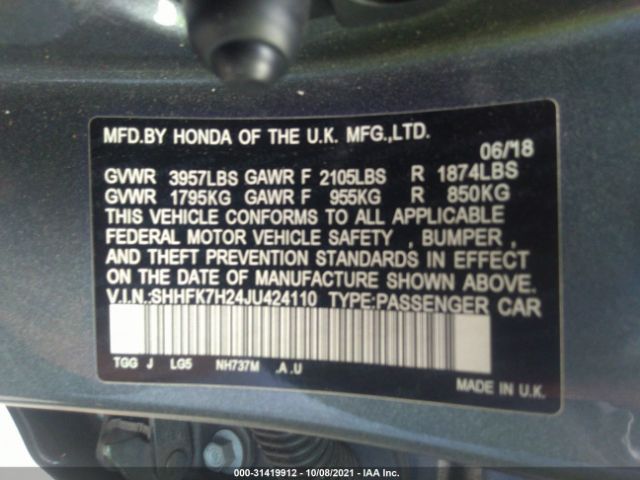 MFD.BY HONDA OF THE U.K. MFG.,LTD.
06/18
GVWR 3957LBS GAWR F 2105LBS R 1874LBS
GVWR 1795KG GAWR F 955KG R 850KG
THIS VEHICLE CONFORMS TO ALL APPLICABLE
FEDERAL MOTOR VEHICLE SAFETY , BUMPER ,
AND THEFT PREVENTION STANDARDS IN EFFECT
ON THE DATE OF MANUFACTURE SHOWN ABOVE.
V.I.N.:SHHFK7H24JU424110 TYPE:PASSENGER CAR
TGG J LG5 NH737M .A .U
MADE IN U.K.
000-31419912 - 10/08/2021 - IAA Inc.